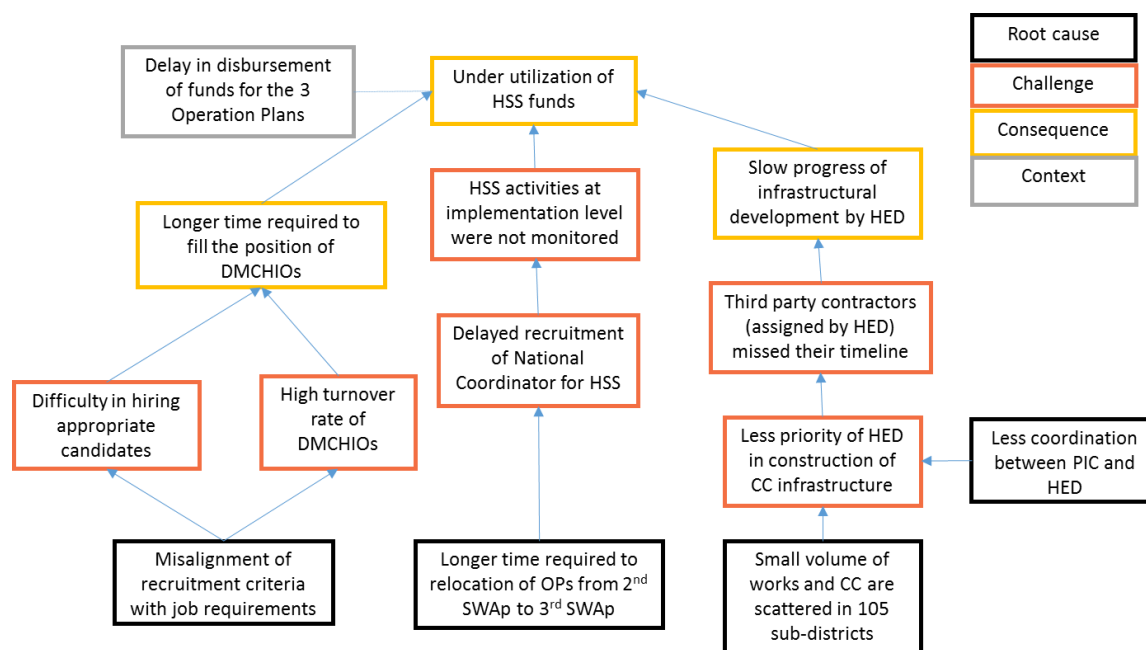 Delay in disbursement
of funds for the 3
Operation Plans
Under utilization of
HSS funds
Root cause
Challenge
Consequence
Context
Longer time required to
fill the position of
DMCHIOs
HSS activities at
implementation level
were not monitored
Slow progress of
infrastructural
development by HED
Delayed recruitment
of National
Coordinator for HSS
Third party contractors
(assigned by HED)
missed their timeline
Difficulty in hiring
appropriate
candidates
High turnover
rate of
DMCHIOs
Less priority of HED
in construction of
CC infrastructure
Less coordination
between PIC and
HED
Misalignment of
recruitment criteria
with job requirements
Longer time required to
relocation of OPs from 2nd
SWAp to 3rd SWAp
Small volume of
works and CC are
scattered in 105
sub-districts